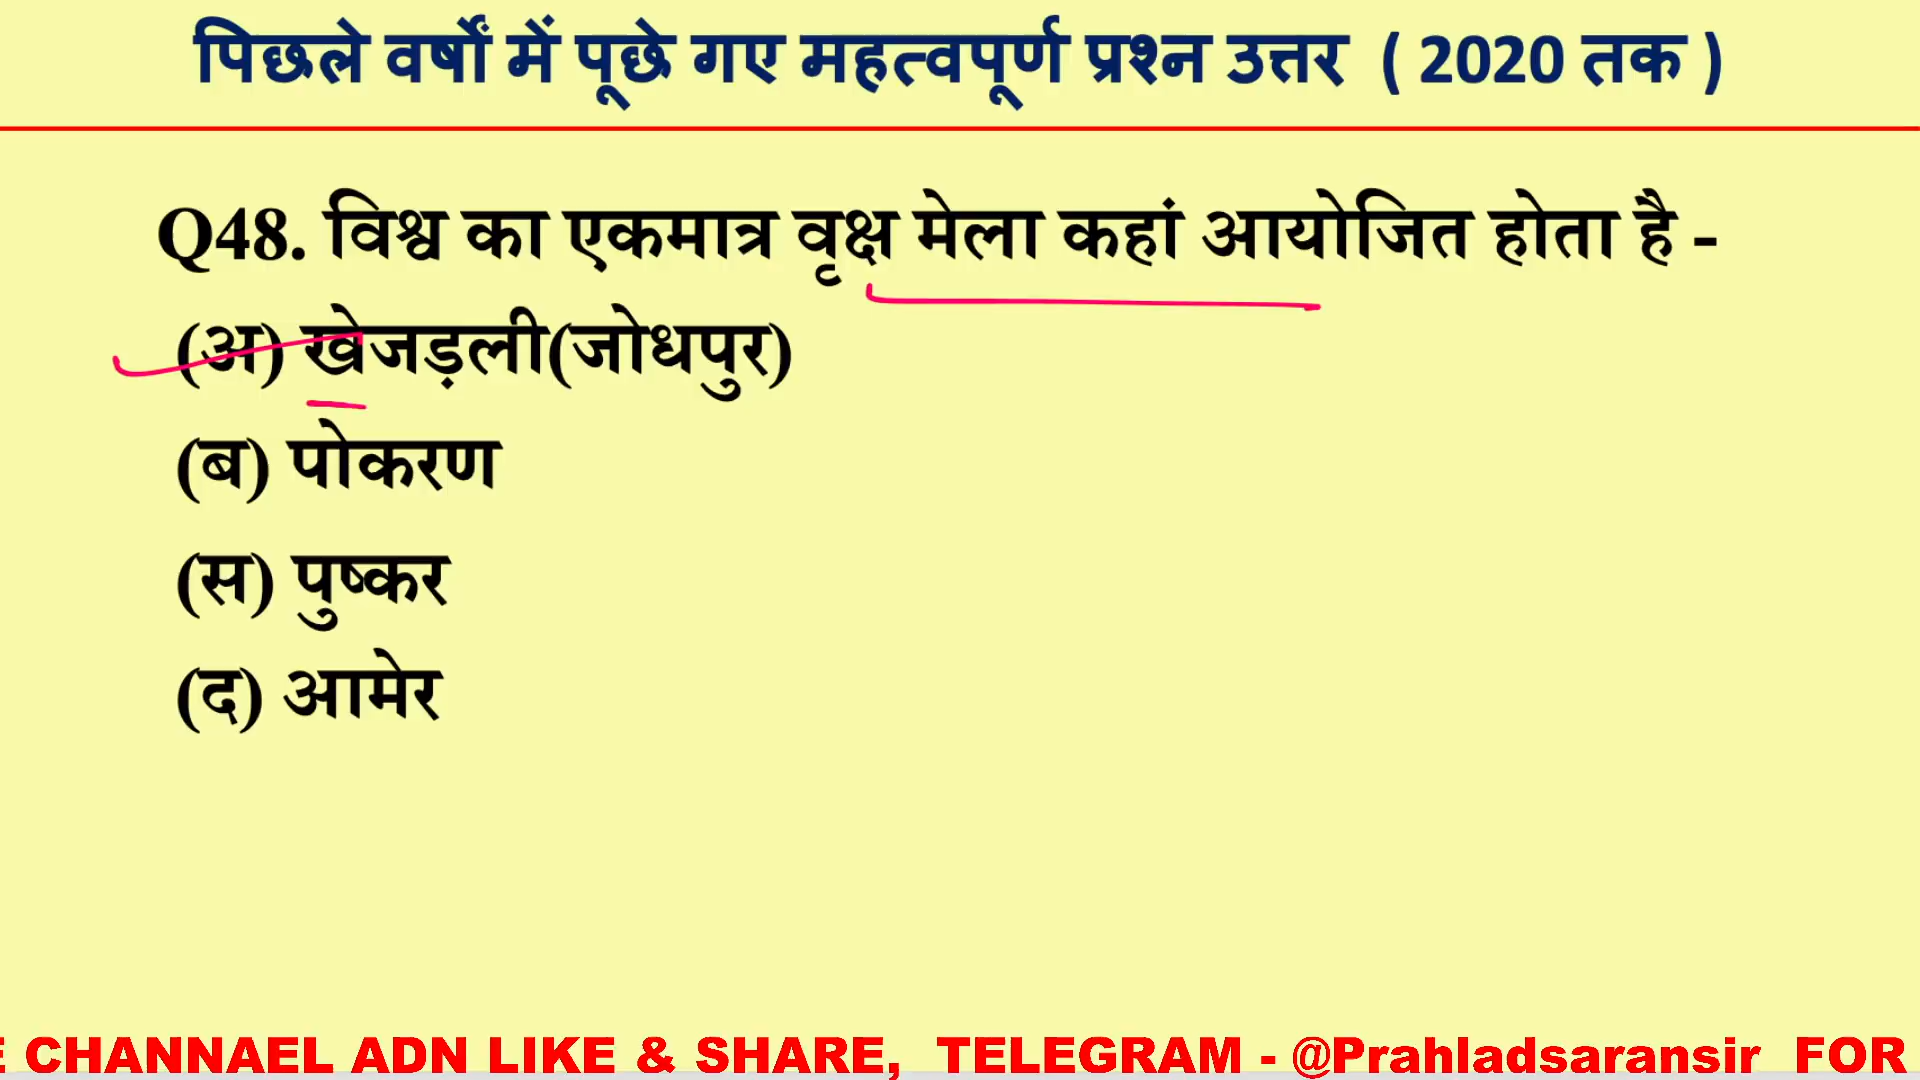 पिछले वर्षों में पूछे गए महत्वपूर्ण प्रश्न उत्तर ( 2020 तक )
Q48. विश्व का एकमात्र वृक्ष मेला कहां आयोजित होता है -
(अ) खेजड़ली(जोधपुर)
(ब) पोकरण
(स) पुष्कर
(द) आमेर
E CHANNAEL ADN LIKE & SHARE, TELEGRAM - @Prahladsaransir FOR